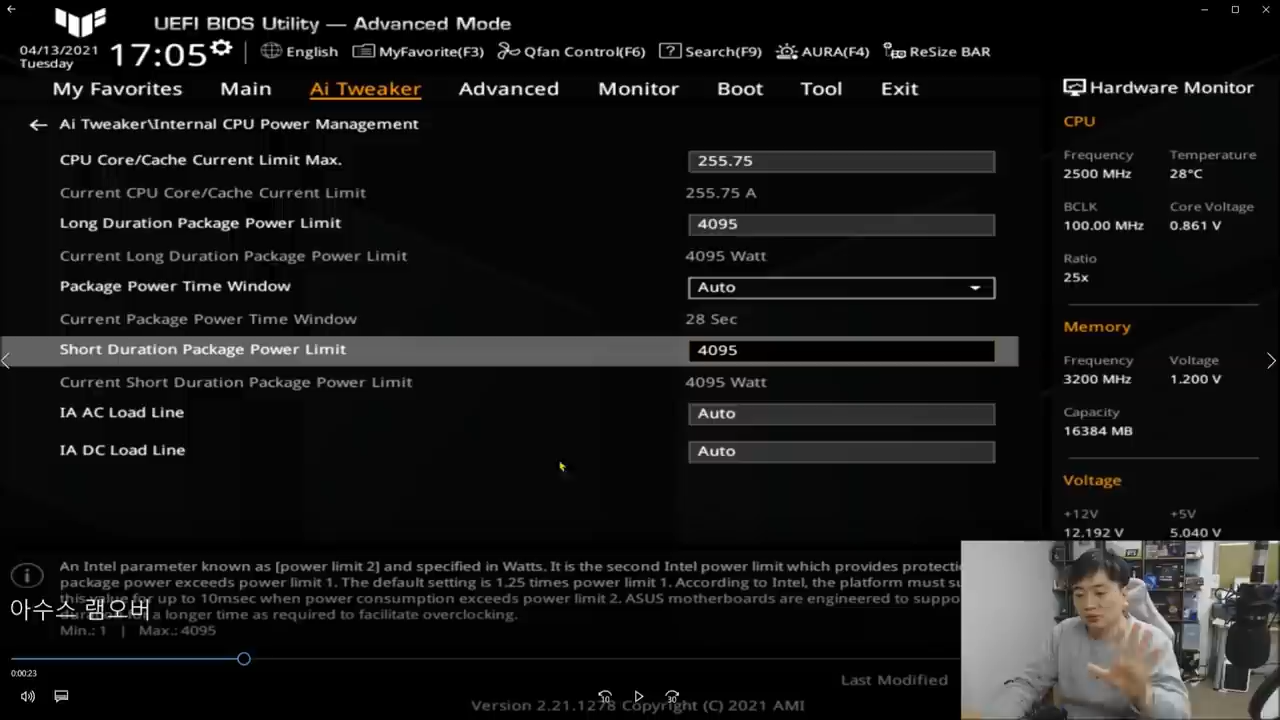 UEFI BIOS Utility — Advanced Mode
04/13/2021
Tuesday
17:05
English
MyFavorite(F3)
Qfan Control(F6)
Search(F9)
AURA(F4)
ReSize BAR
My Favorites
Main
Ai Tweaker
Advanced
Monitor
Boot
Tool
Exit
Ai Tweaker\Internal CPU Power Management
CPU Core/Cache Current Limit Max.
255.75
Current CPU Core/Cache Current Limit
255.75 A
Long Duration Package Power Limit
4095
Current Long Duration Package Power Limit
4095 Watt
Package Power Time Window
Auto
Current Package Power Time Window
28 Sec
Short Duration Package Power Limit
4095
Current Short Duration Package Power Limit
4095 Watt
IA AC Load Line
Auto
IA DC Load Line
Auto
Hardware Monitor
CPU
Frequency
Temperature
2500 MHz
28°C
BCLK
Core Voltage
100.00 MHz
0.861 V
Ratio
25x
Memory
Frequency
Voltage
3200 MHz
1.200 V
Capacity
16384 MB
Voltage
+12V
+5V
12.192 V
5.040 V
An Intel parameter known as [power limit 2] and specified in Watts. It is the second Intel power limit which provides protecti
package power exceeds power limit 1. The default setting is 1.25 times power limit 1. According to Intel, the platform must su
this value for up to 10msec when power consumption exceeds power limit 2. ASUS motherboards are engineered to suppo
longer time as required to facilitate overclocking.
아수스 램오버
Min.: 1 | Max.: 4095
0:00:23
10
30
Last Modified
Version 2.21.1278 Copyright (C) 2021 AMI